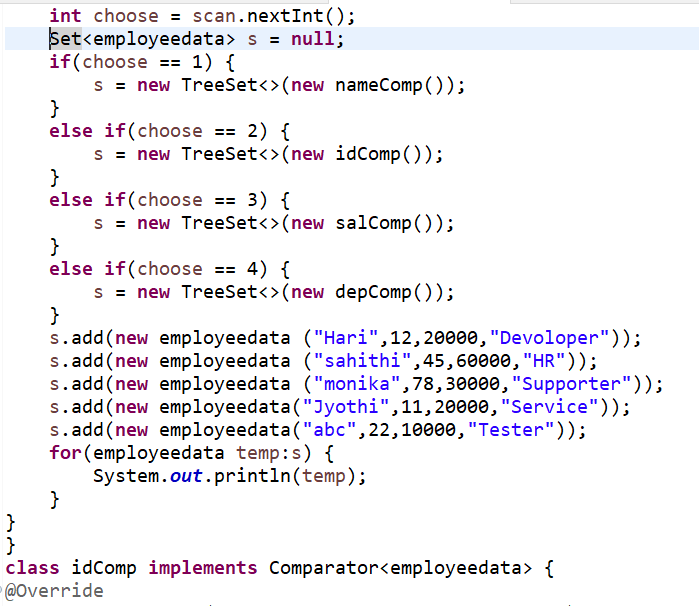 int choose = scan.nextInt();
Set<employeedata> s = null;
if(choose == 1) {
s = new TreeSet<>(new nameComp());
}
else if(choose == 2) {
s = new TreeSet<>(new idComp());
}
else if(choose == 3) {
s = new TreeSet<>(new salComp());
}
else if(choose == 4) {
s = new TreeSet<>(new depComp());
}
s.add(new employeedata ("Hari",12,20000,"Devoloper"));
s.add(new employeedata ("sahithi",45,60000,"HR"));
s.add(new employeedata ("monika",78,30000,"Supporter"));
s.add(new employeedata("Jyothi",11,20000,"Service"));
s.add(new employeedata("abc",22,10000,"Tester"));
for(employeedata temp:s) {
System.out.println(temp);
}
}
}
class idComp implements Comparator<employeedata> {
@Override